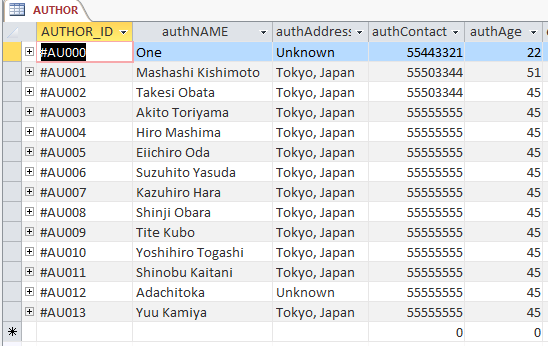 AUTHOR
AUTHOR_ID authNAME authAddress authContact authAge
#AU000 One Unknown 55443321 22
#AU001 Mashashi Kishimoto Tokyo, Japan 55503344 51
#AU002 Takesi Obata Tokyo, Japan 55503344 45
#AU003 Akito Toriyama Tokyo, Japan 55555555 45
#AU004 Hiro Mashima Tokyo, Japan 55555555 45
#AU005 Eiichiro Oda Tokyo, Japan 55555555 45
#AU006 Suzuhito Yasuda Tokyo, Japan 55555555 45
#AU007 Kazuhiro Hara Tokyo, Japan 55555555 45
#AU008 Shinji Obara Tokyo, Japan 55555555 45
#AU009 Tite Kubo Tokyo, Japan 55555555 45
#AU010 Yoshihiro Togashi Tokyo, Japan 55555555 45
#AU011 Shinobu Kaitani Tokyo, Japan 55555555 45
#AU012 Adachitoka Unknown 55555555 45
#AU013 Yuu Kamiya Tokyo, Japan 55555555 45
0 0